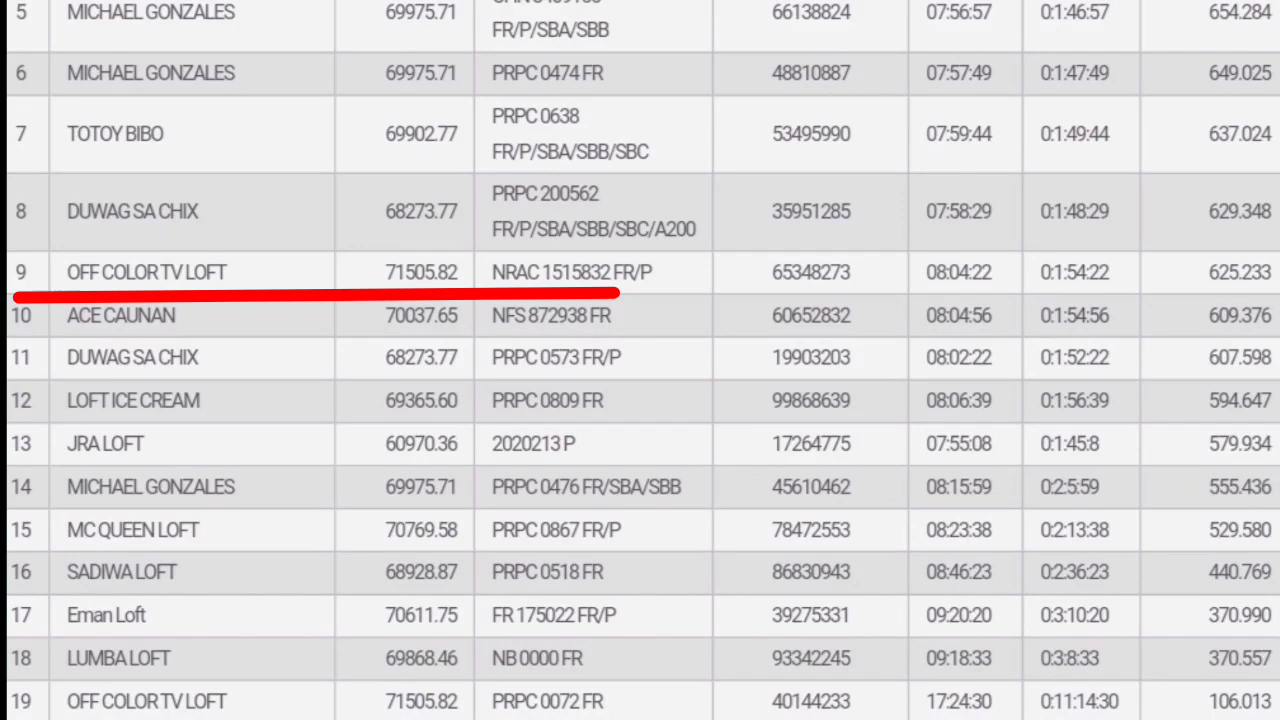 5 MICHAEL GONZALES 69975.71 66138824 07:56:57 0:1:46:57 654.284
FR/P/SBA/SBB
6 MICHAEL GONZALES 69975.71 PRPC 0474 FR 48810887 07:57:49 0:1:47:49 649.025
PRPC 0638
7 TOTOY BIBO 69902.77 53495990 07:59:44 0:1:49:44 637.024
FR/P/SBA/SBB/SBC
PRPC 200562
8 DUWAG SA CHIX 68273.77 35951285 07:58:29 0:1:48:29 629.348
FR/P/SBA/SBB/SBC/A200
9 OFF COLOR TV LOFT 71505.82 NRAC 1515832 FR/P 65348273 08:04:22 0:1:54:22 625.233
10 ACE CAUNAN 70037.65 NFS 872938 FR 60652832 08:04:56 0:1:54:56 609.376
11 DUWAG SA CHIX 68273.77 PRPC 0573 FR/P 19903203 08:02:22 0:1:52:22 607.598
12 LOFT ICE CREAM 69365.60 PRPC 0809 FR 99868639 08:06:39 0:1:56:39 594.647
13 JRA LOFT 60970.36 2020213 P 17264775 07:55:08 0:1:45:8 579.934
14 MICHAEL GONZALES 69975.71 PRPC 0476 FR/SBA/SBB 45610462 08:15:59 0:2:5:59 555.436
15 MC QUEEN LOFT 70769.58 PRPC 0867 FR/P 78472553 08:23:38 0:2:13:38 529.580
16 SADIWA LOFT 68928.87 PRPC 0518 FR 86830943 08:46:23 0:2:36:23 440.769
17 Eman Loft 70611.75 FR 175022 FR/P 39275331 09:20:20 0:3:10:20 370.990
18 LUMBA LOFT 69868.46 NB 0000 FR 93342245 09:18:33 0:3:8:33 370.557
19 OFF COLOR TV LOFT 71505.82 PRPC 0072 FR 40144233 17:24:30 0:11:14:30 106.013